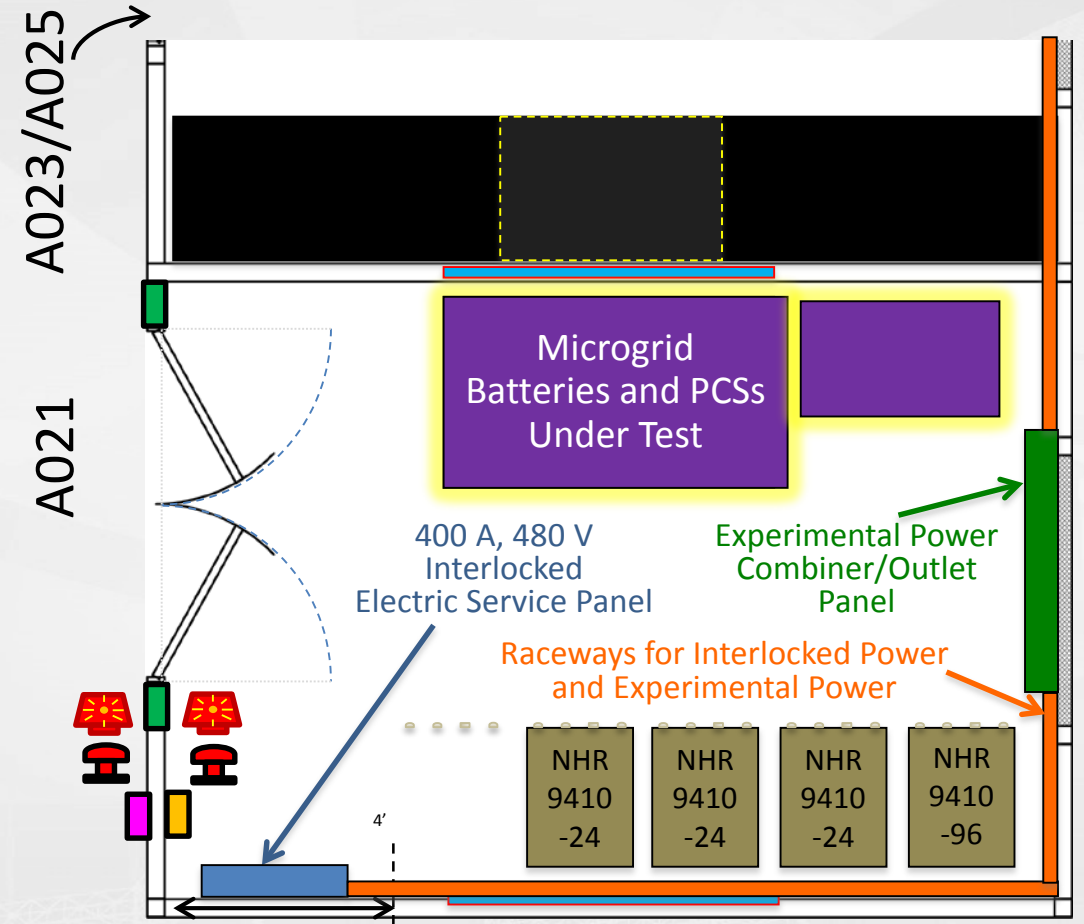 A023/A025
A021
Microgrid
Batteries and PCSs
Under Test
400 A, 480 V
Interlocked
Electric Service Panel
Experimental Power
Combiner/Outlet
Panel
Raceways for Interlocked Power
and Experimental Power
4’
NHR
9410
-24
NHR
9410
-24
NHR
9410
-24
NHR
9410
-96